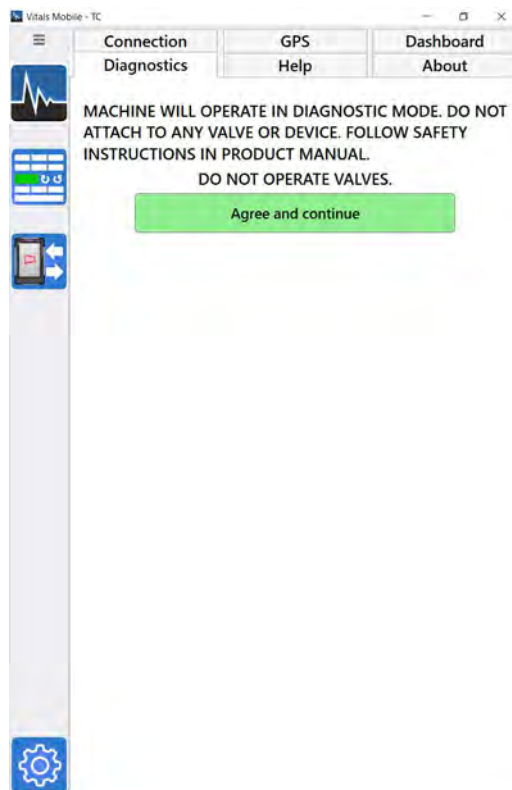 Vitals Mobile - TC
Connection GPS Dashboard
Diagnostics Help About
MACHINE WILL OPERATE IN DIAGNOSTIC MODE. DO NOT
ATTACH TO ANY VALVE OR DEVICE. FOLLOW SAFETY
INSTRUCTIONS IN PRODUCT MANUAL.
DO NOT OPERATE VALVES.
Agree and continue